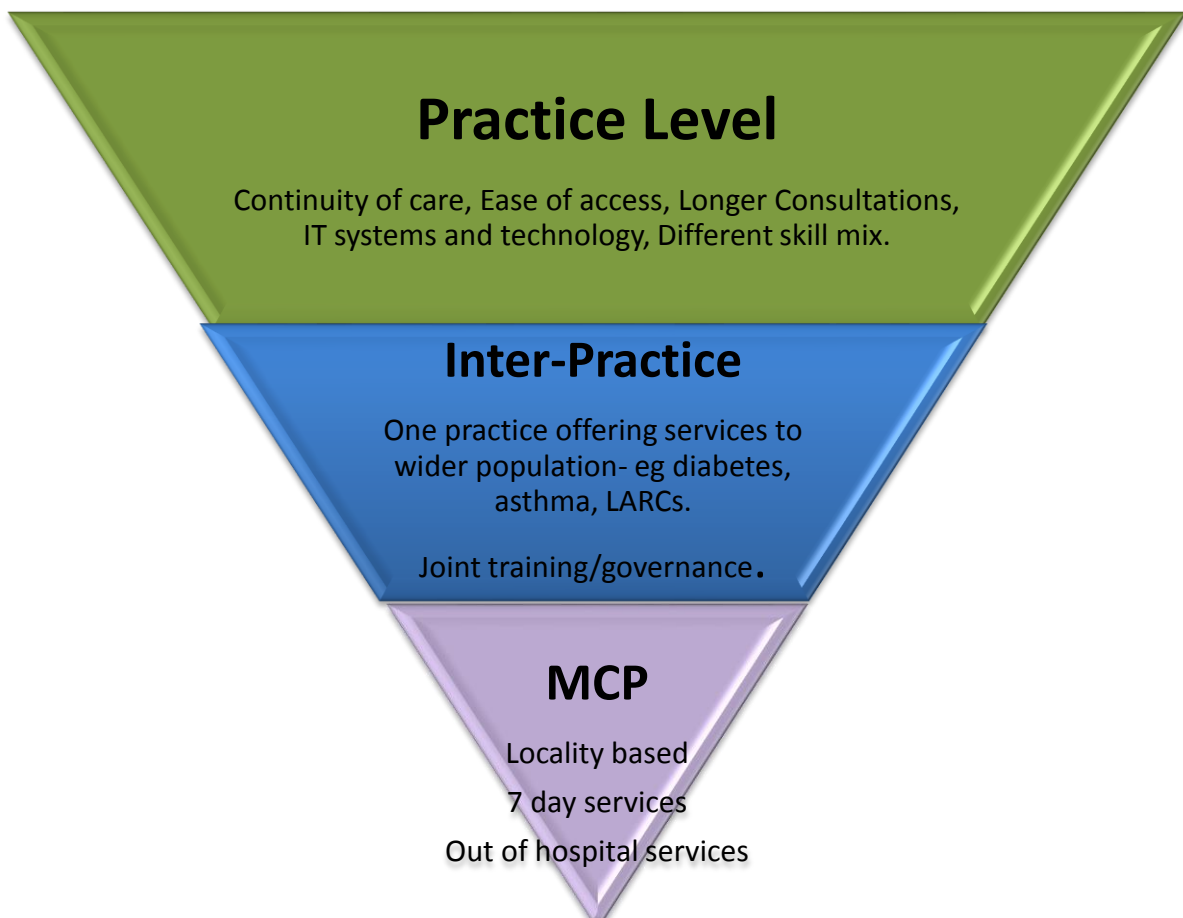 Practice Level
Continuity of care, Ease of access, Longer Consultations,
IT systems and technology, Different skill mix.
Inter-Practice
One practice offering services to
wider population- eg diabetes,
asthma, LARCs.
Joint training/governance.
MCP
Locality based
7 day services
Out of hospital services